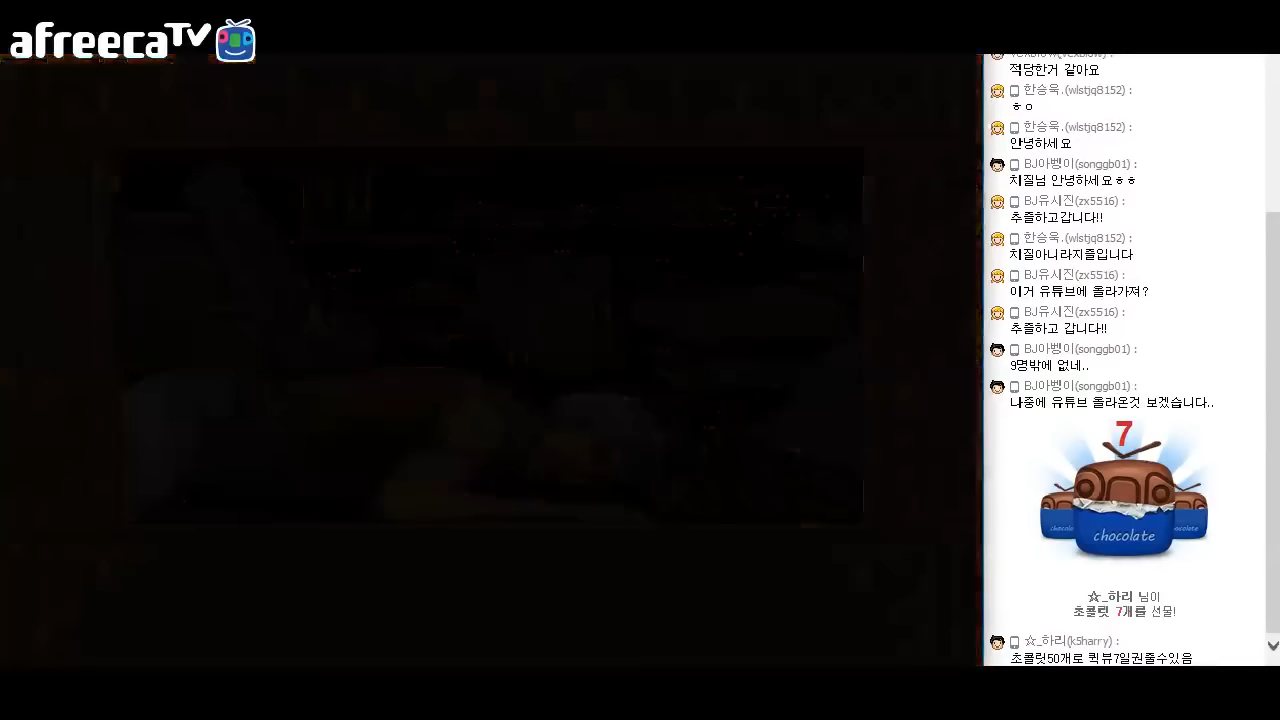 afreecaTV
적당한거 같아요
한승욱.(wlstjq8152) :
ㅎㅇ
한승욱.(wlstjq8152) :
안녕하세요
BJ아벵이(songgb01) :
치질님 안녕하세요ㅎㅎ
BJ유시진(zx5516) :
추즐하고갑니다!!
한승욱.(wlstjq8152) :
치질아니라지즐입니다
BJ유시진(zx5516) :
이거 유튜브에 올라가져?
BJ유시진(zx5516) :
추즐하고 갑니다!!
BJ아벵이(songgb01) :
9명밖에 없네..
BJ아벵이(songgb01) :
나중에 유튜브 올라온것 보겠습니다..
7
chocolate
☆_하리 님이
초콜릿 7개를 선물!
☆_하리(k5harry) :
초콜릿50개로 퀵뷰7일권줄수있음